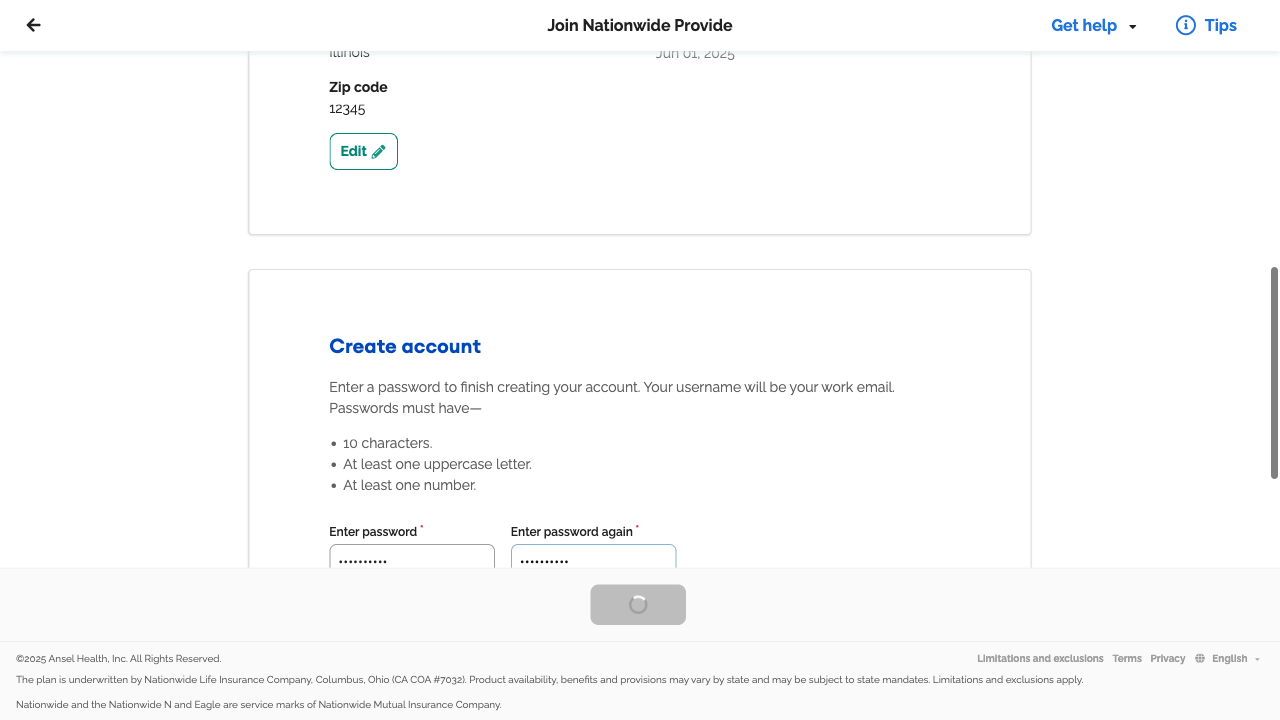 Join Nationwide Provide
Get help
Tips
Illinois
Jun 01, 2025
Zip code
12345
Edit
Create account
Enter a password to finish creating your account. Your username will be your work email.
Passwords must have—
• 10 characters.
• At least one uppercase letter.
• At least one number.
Enter password *
Enter password again *
••••••••••
••••••••••
©2025 Ansel Health, Inc. All Rights Reserved.
Limitations and exclusions Terms Privacy English
The plan is underwritten by Nationwide Life Insurance Company, Columbus, Ohio (CA COA #7032). Product availability, benefits and provisions may vary by state and may be subject to state mandates. Limitations and exclusions apply.
Nationwide and the Nationwide N and Eagle are service marks of Nationwide Mutual Insurance Company.